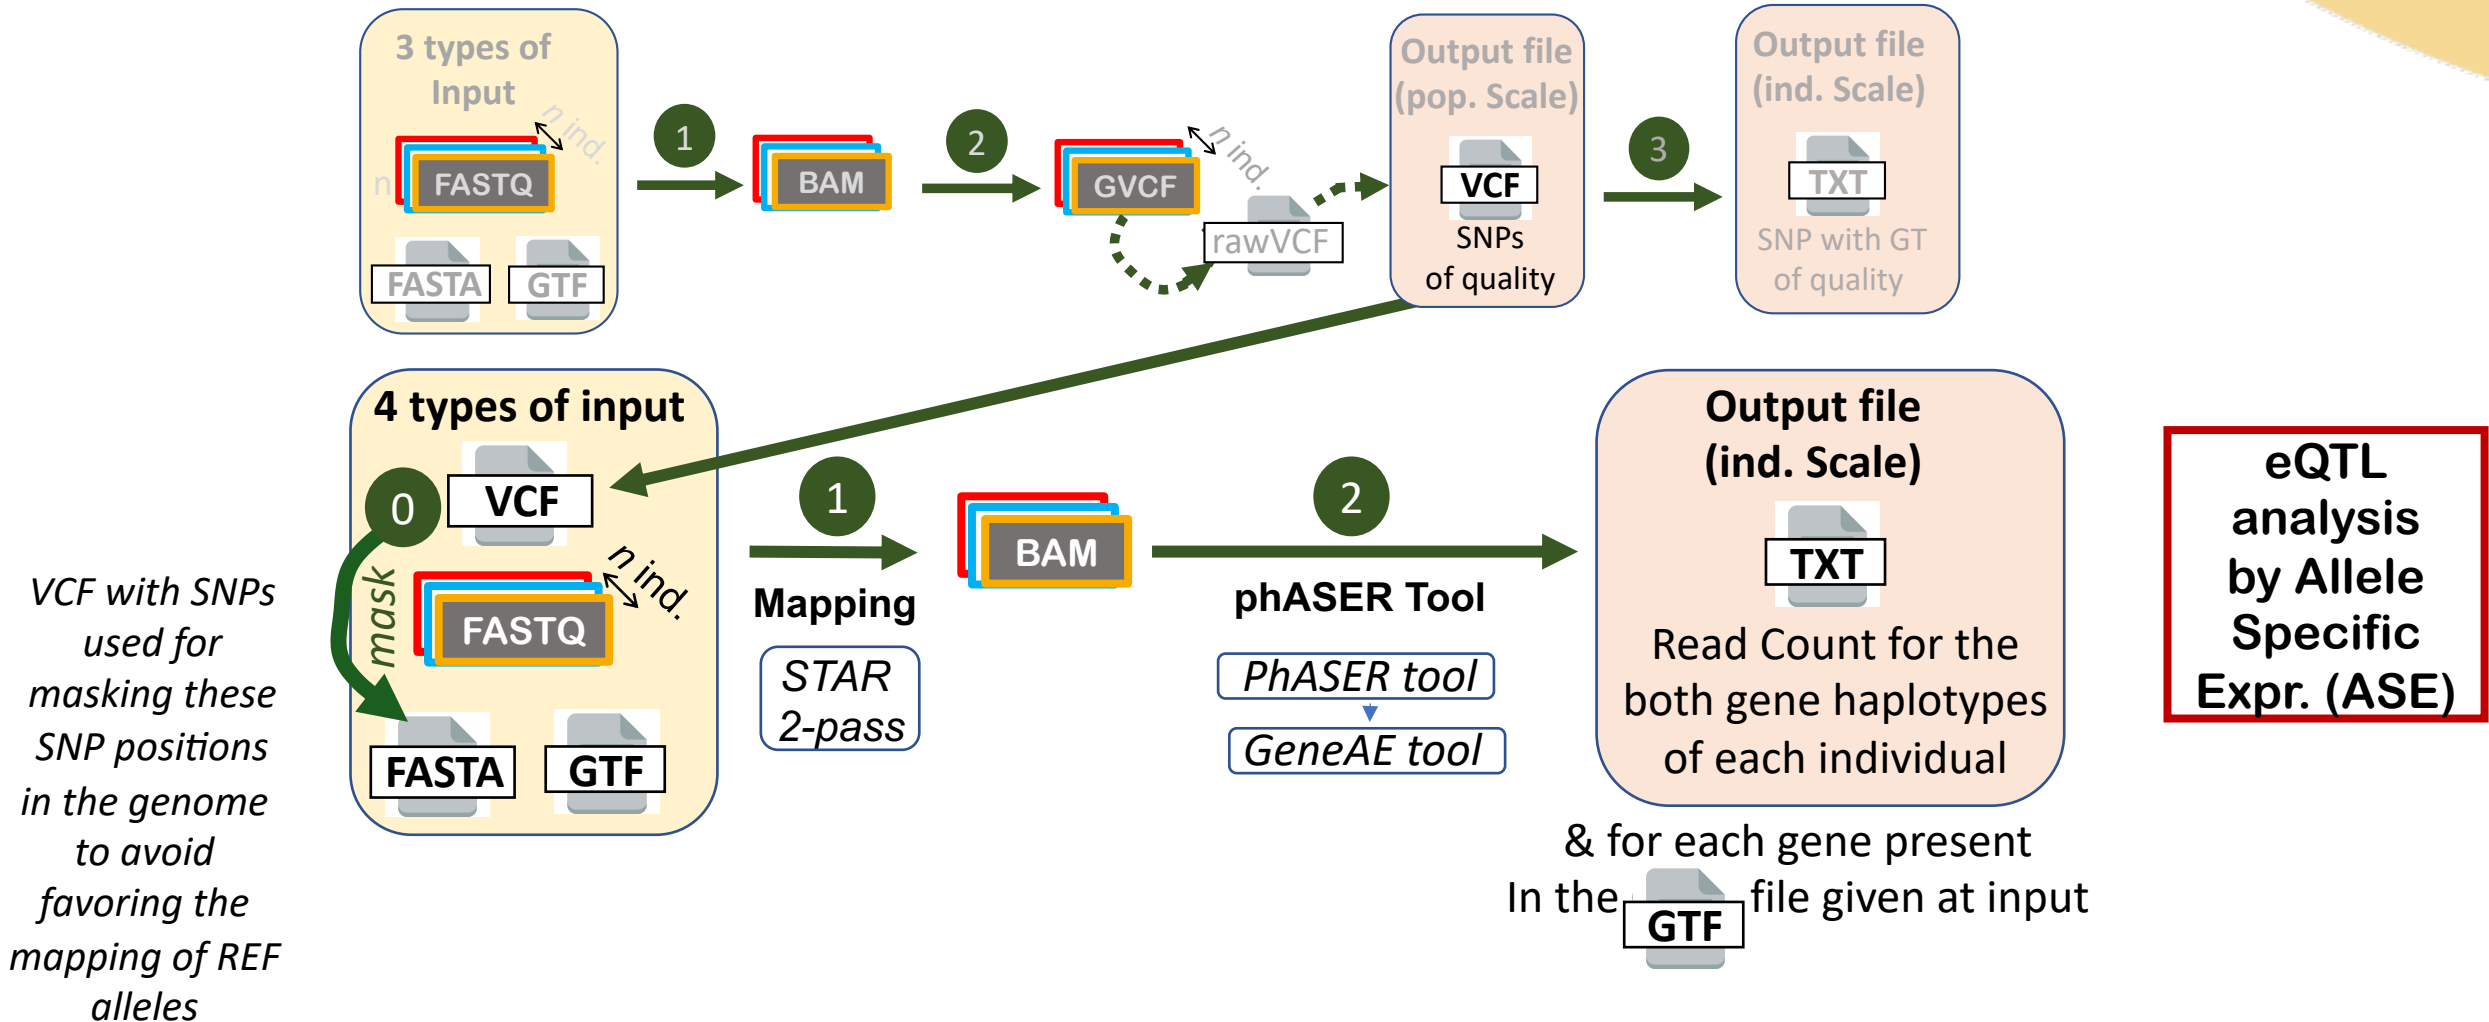 3 types of
Input
n ind.
n
FASTQ
FASTA
GTF
1
BAM
2
GVCF
n ind.
rawVCF
Output file
(pop. Scale)
VCF
SNPs
of quality
3
Output file
(ind. Scale)
TXT
SNP with GT
of quality
4 types of input
0
VCF
mask
n ind.
FASTQ
FASTA
GTF
VCF with SNPs
used for
masking these
SNP positions
in the genome
to avoid
favoring the
mapping of REF
alleles
1
Mapping
STAR
2-pass
BAM
2
phASER Tool
PhASER tool
GeneAE tool
Output file
(ind. Scale)
TXT
Read Count for the
both gene haplotypes
of each individual
& for each gene present
In the GTF file given at input
eQTL
analysis
by Allele
Specific
Expr. (ASE)